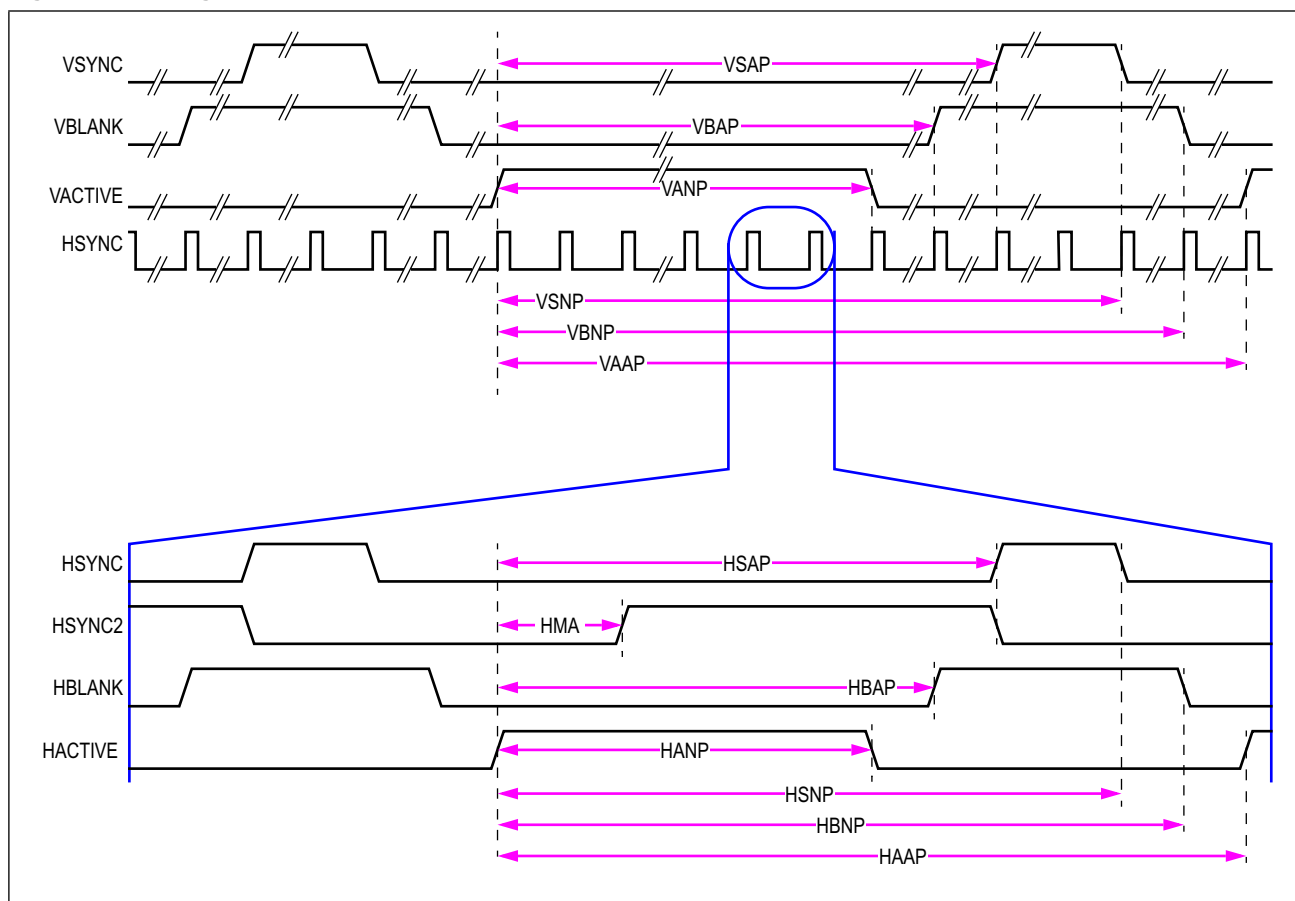 VSYNC
VSAP
VBLANK
VBAP
VACTIVE
VANP
HSYNC
VSNP
VBNP
VAAP
HSYNC
HSAP
HSYNC2
HMA
HBLANK
HBAP
HACTIVE
HANP
HSNP
HBNP
HAAP